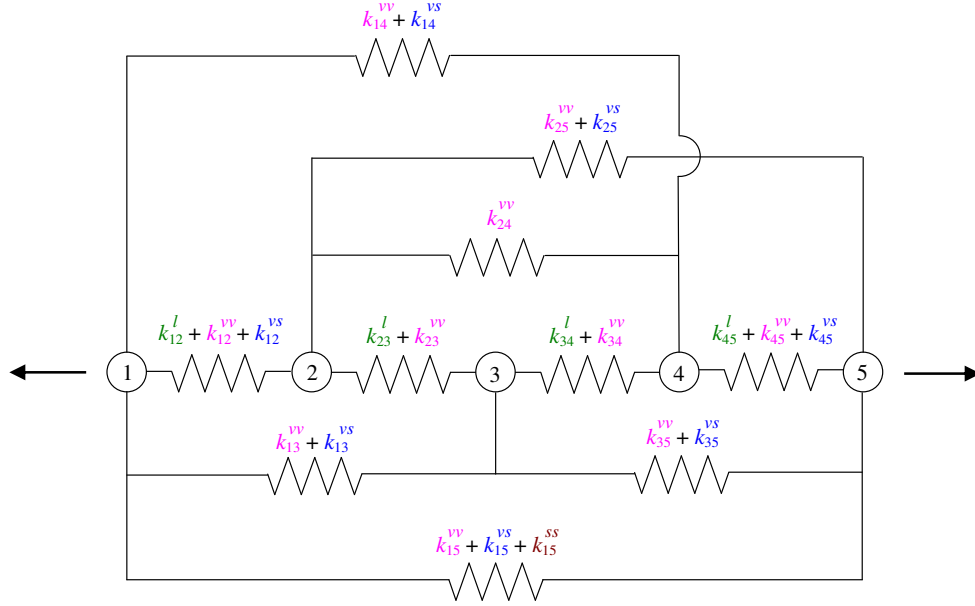 k₁₄ᵛᵛ + k₁₄ᵛˢ
k₂₅ᵛᵛ + k₂₅ᵛˢ
k₂₄ᵛᵛ
k₁₂ˡ + k₁₂ᵛᵛ + k₁₂ᵛˢ k₂₃ˡ + k₂₃ᵛᵛ k₃₄ˡ + k₃₄ᵛᵛ k₄₅ˡ + k₄₅ᵛᵛ + k₄₅ᵛˢ
1 2 3 4 5
k₁₃ᵛᵛ + k₁₃ᵛˢ k₃₅ᵛᵛ + k₃₅ᵛˢ
k₁₅ᵛᵛ + k₁₅ᵛˢ + k₁₅ˢˢ